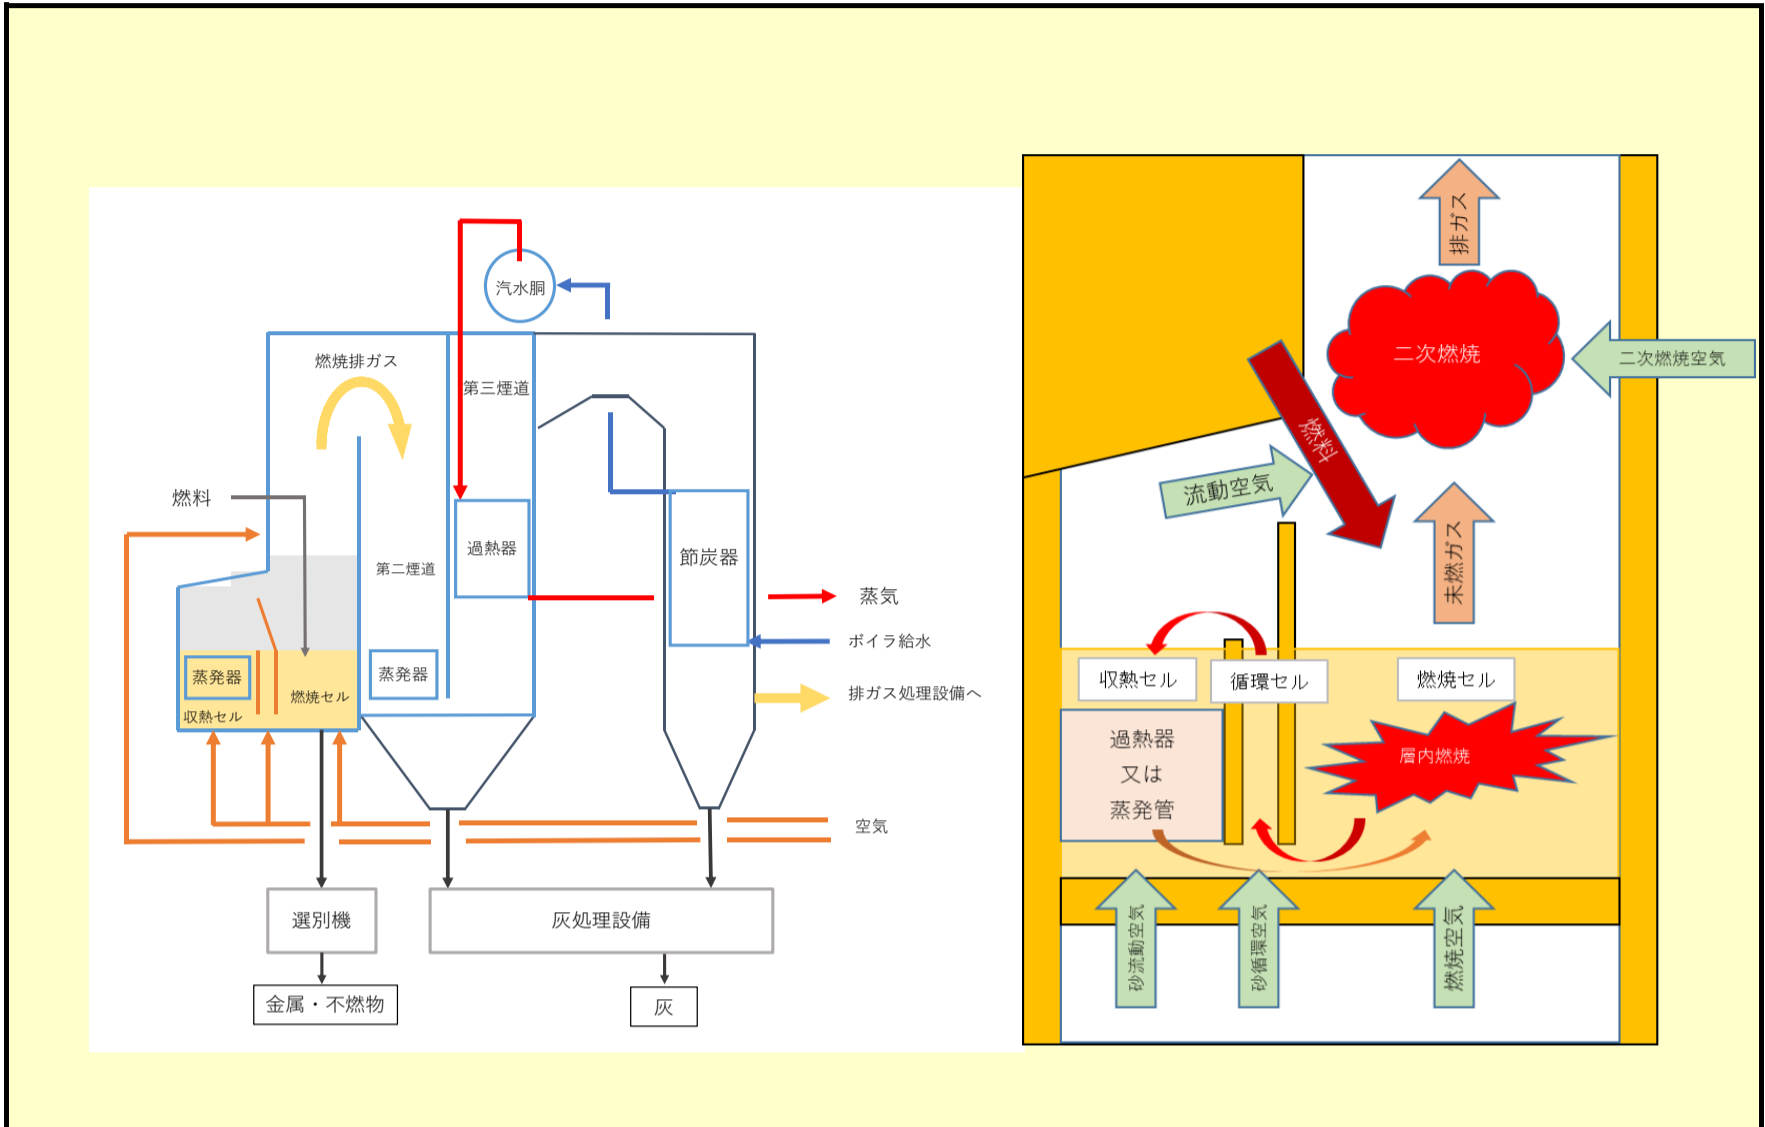 汽水胴
燃焼排ガス
第三煙道
燃料
過熱器
節炭器
第二煙道
蒸気
ボイラ給水
蒸発器
蒸発器
燃焼セル
収熱セル
排ガス処理設備へ
空気
選別機
灰処理設備
金属・不燃物
灰
排ガス
二次燃焼
二次燃焼空気
燃料
流動空気
未燃ガス
収熱セル
循環セル
燃焼セル
過熱器
又は
蒸発管
層内燃焼
砂流動空気
砂循環空気
燃焼空気